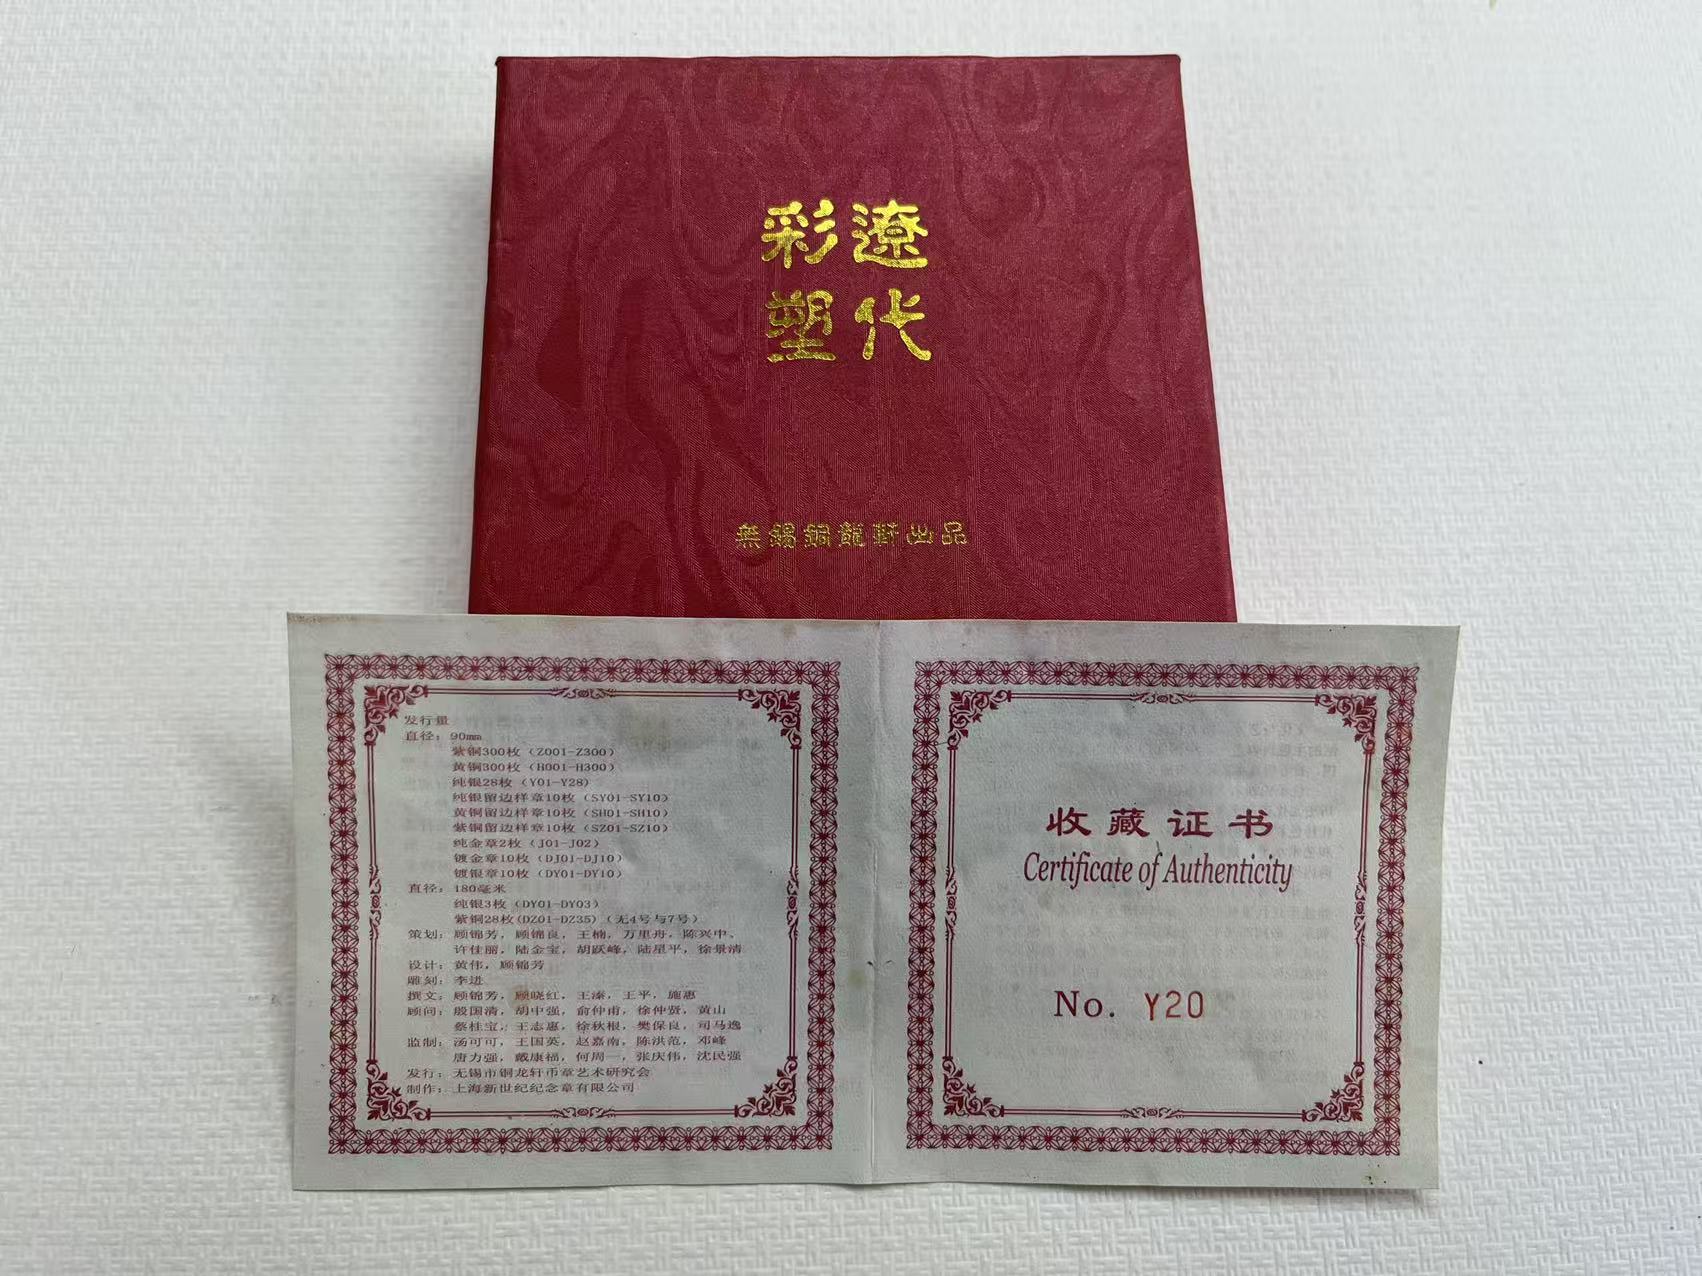 遼代
彩塑
無錫銅龍軒出品
发行量
直径：90mm
紫铜300枚（Z001-Z300）
黄铜300枚（H001-H300）
纯银28枚（Y01-Y28）
纯银留边样章10枚（SY01-SY10）
黄铜留边样章10枚（SH01-SH10）
紫铜留边样章10枚（SZ01-SZ10）
纯金章2枚（J01-J02）
镀金章10枚（DJ01-DJ10）
镀银章10枚（DY01-DY10）
直径：180毫米
纯银3枚（DY01-DY03）
紫铜28枚(DZ01-DZ35)（无4号与7号）
策划：顾锦芳，顾锦良，王楠，万里舟，陈兴中、
许佳丽，陆金宝，胡跃峰，陆星平，徐景清
设计：黄伟，顾锦芳
雕刻：李进
撰文：顾锦芳，顾晓红，王溱，王平，施惠
顾问：殷国清，胡中强，俞仲甫，徐仲贤，黄山
蔡桂宝，王志惠，徐秋根，樊保良，司马逸
监制：汤可可，王国英，赵嘉南，陈洪范，邓峰
唐力强，戴康福，何周一，张庆伟，沈民强
发行：无锡市铜龙轩币章艺术研究会
制作：上海新世纪纪念章有限公司
收藏证书
Certificate of Authenticity
No. Y20